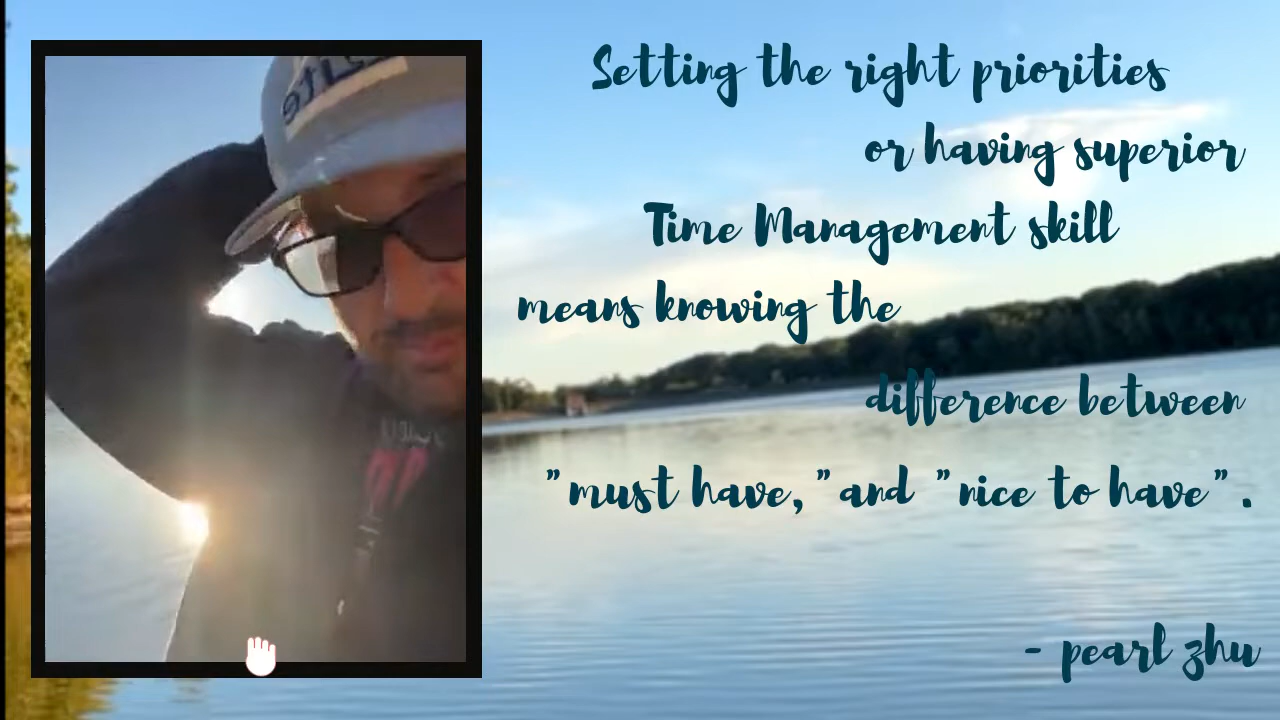 Setting the right priorities
or having superior
Time Management skill
means knowing the
difference between
"must have,"and "nice to have".
- pearl zhu